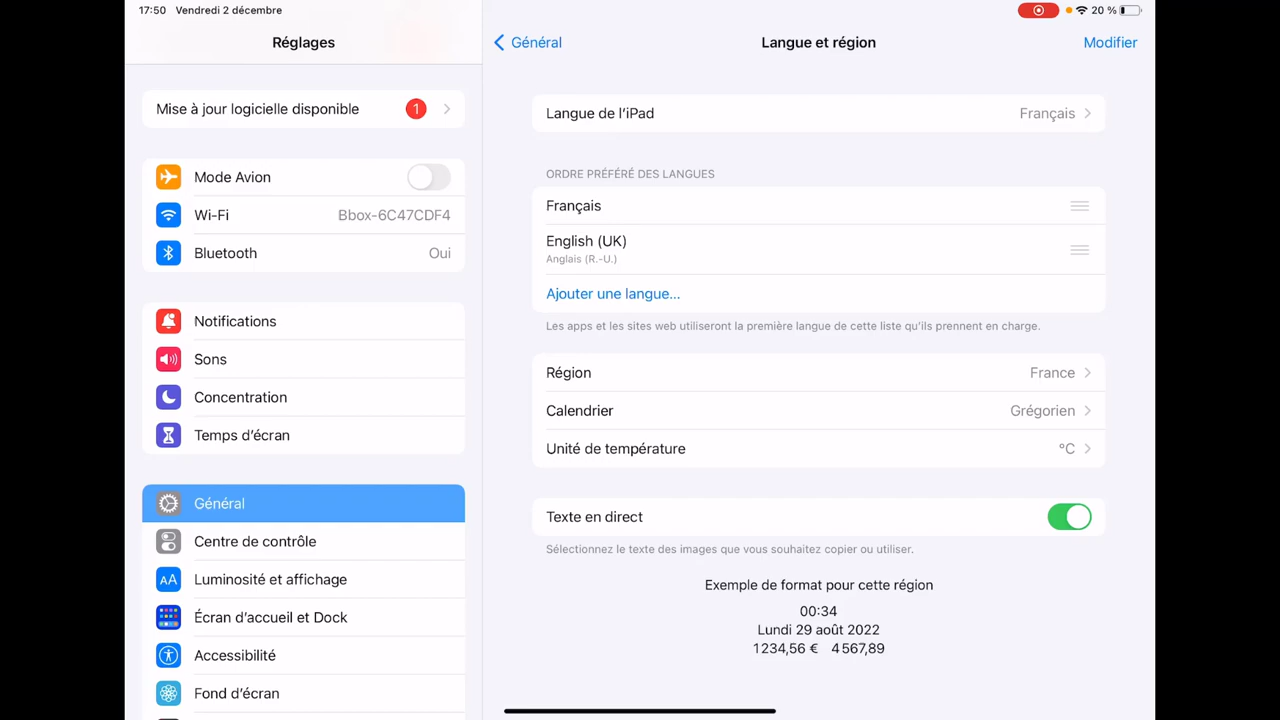 17:50 Vendredi 2 décembre
20 %
Réglages
Mise à jour logicielle disponible 1
Mode Avion
Wi-Fi Bbox-6C47CDF4
Bluetooth Oui
Notifications
Sons
Concentration
Temps d'écran
Général
Centre de contrôle
AA Luminosité et affichage
Écran d'accueil et Dock
Accessibilité
Fond d'écran
Général Langue et région Modifier
Langue de l'iPad Français
ORDRE PRÉFÉRÉ DES LANGUES
Français
English (UK)
Anglais (R.-U.)
Ajouter une langue...
Les apps et les sites web utiliseront la première langue de cette liste qu'ils prennent en charge.
Région France
Calendrier Grégorien
Unité de température °C
Texte en direct
Sélectionnez le texte des images que vous souhaitez copier ou utiliser.
Exemple de format pour cette région
00:34
Lundi 29 août 2022
1 234,56 € 4 567,89